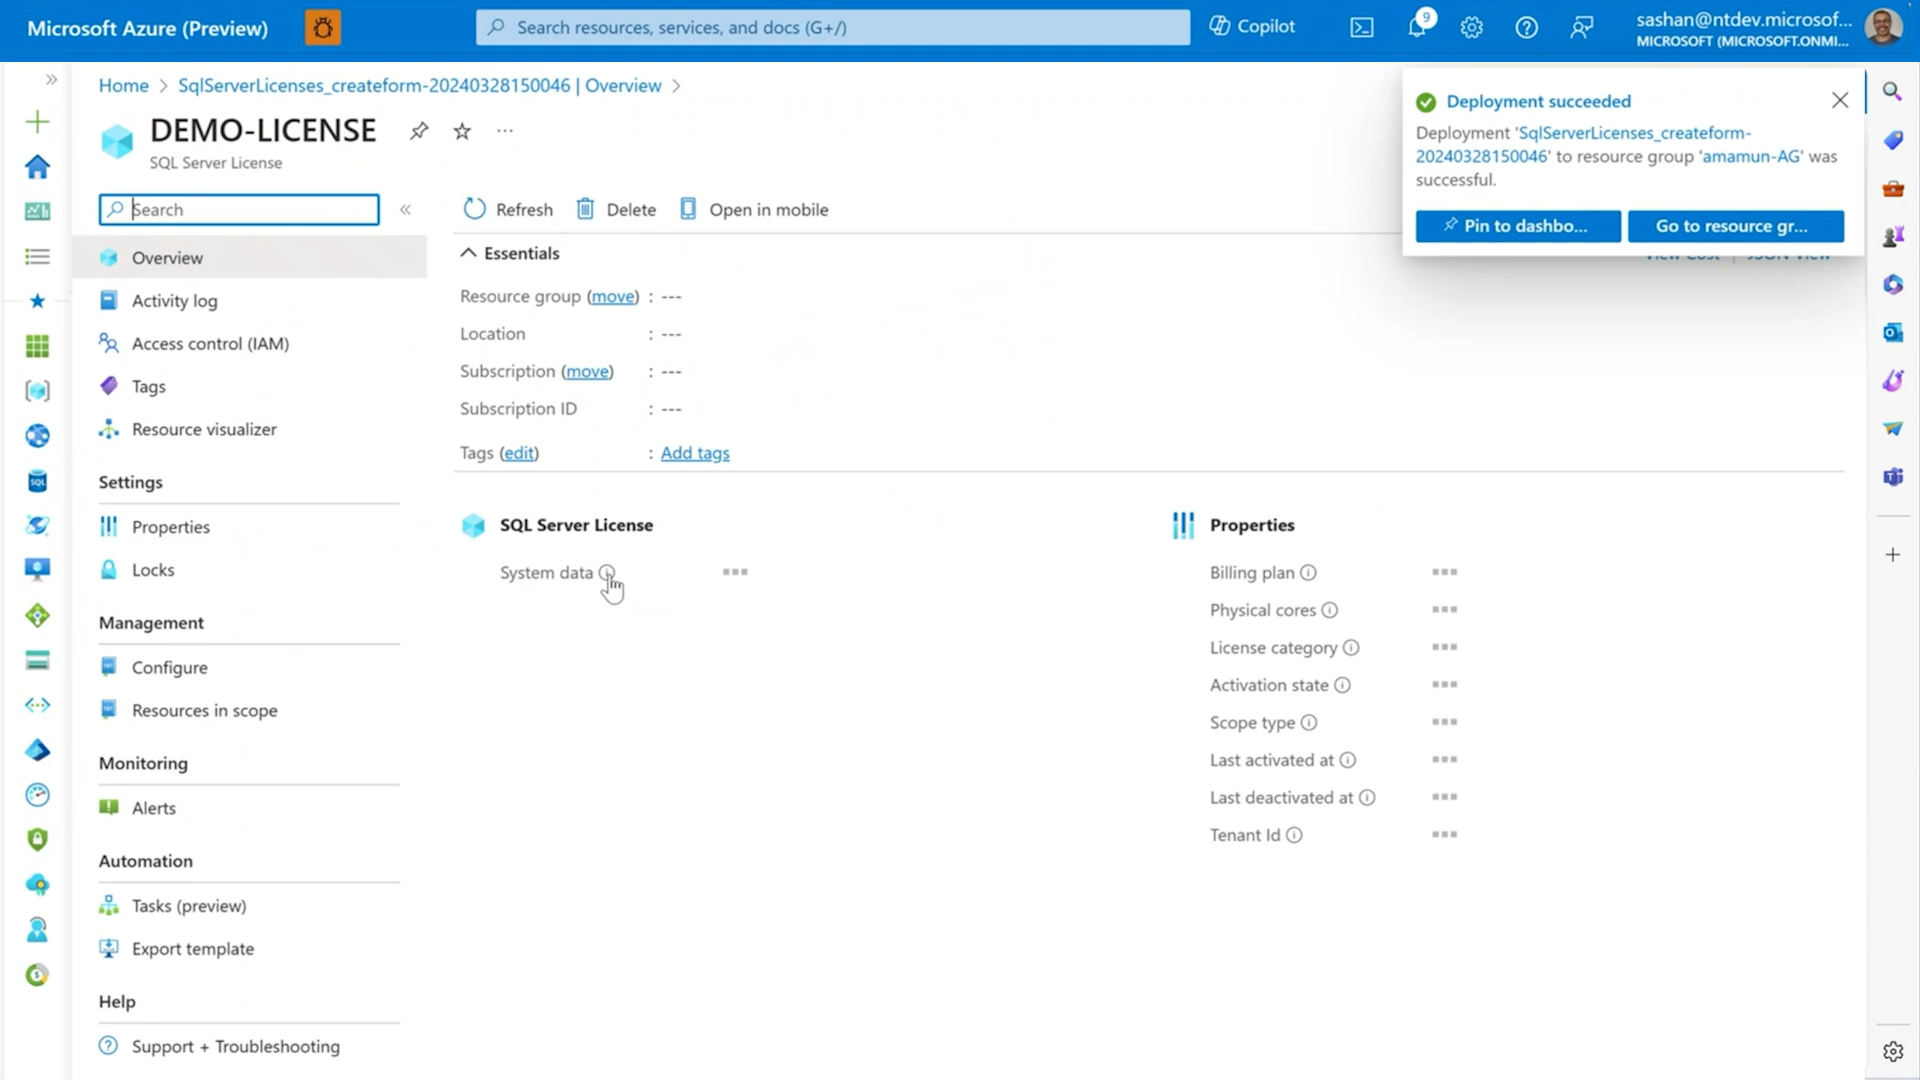 Microsoft Azure (Preview)
Search resources, services, and docs (G+/)
Copilot
9
sashan@ntdev.microsof...
MICROSOFT (MICROSOFT.ONMI...
Home > SqlServerLicenses_createform-20240328150046 | Overview >
DEMO-LICENSE
SQL Server License
Search
Overview
Activity log
Access control (IAM)
Tags
Resource visualizer
Settings
Properties
Locks
Management
Configure
Resources in scope
Monitoring
Alerts
Automation
Tasks (preview)
Export template
Help
Support + Troubleshooting
Refresh
Delete
Open in mobile
Essentials
View Cost | JSON View
Resource group (move) : ---
Location : ---
Subscription (move) : ---
Subscription ID : ---
Tags (edit) : Add tags
SQL Server License
System data
Properties
Billing plan
Physical cores
License category
Activation state
Scope type
Last activated at
Last deactivated at
Tenant Id
Deployment succeeded
Deployment 'SqlServerLicenses_createform-
20240328150046' to resource group 'amamun-AG' was
successful.
Pin to dashbo...
Go to resource gr...
SQL